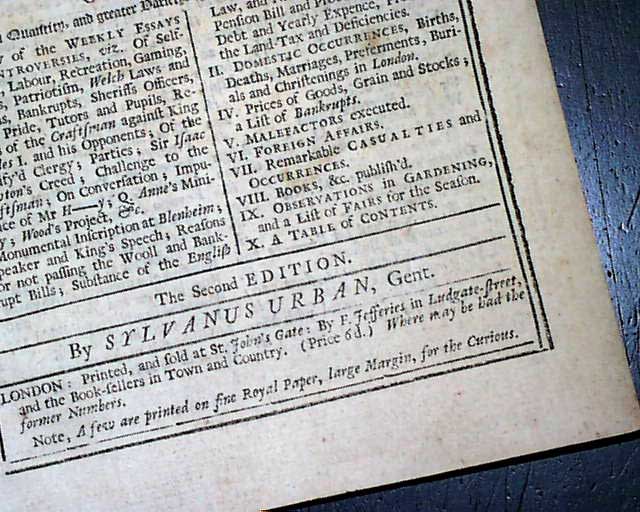 Quantity, and greater
of the WEEKLY ESSAYS
CONTROVERSIES, viz. Of Self-
Labour, Recreation, Gaming,
Patriotism, Welch Laws and
Bankrupts, Sheriffs Officers,
Pride, Tutors and Pupils, Re-
of the Craftsman against King
I. and his Opponents; Of the
Clergy; Parties; Sir Isaac
Creed; Challenge to the
On Conversation; Impu-
of Mr H——y; Q. Anne's Mini-
Wood's Project, &c.
Monumental Inscription at Blenheim;
Speaker and King's Speech; Reasons
or not passing the Wooll and Bank-
rupt Bills; Substance of the English
Law, and
Pension Bill and
Debt and Yearly Expence,
the Land-Tax and Deficiencies.
II. DOMESTIC OCCURRENCES, Births,
Deaths, Marriages, Preferments, Buri-
als and Christenings in London.
IV. Prices of Goods, Grain and Stocks;
a List of Bankrupts.
V. MALEFACTORS executed.
VI. FOREIGN AFFAIRS.
VII. Remarkable CASUALTIES and
OCCURRENCES.
VIII. BOOKS, &c. publish'd.
IX. OBSERVATIONS in GARDENING,
and a List of FAIRS for the Season.
X. A TABLE of CONTENTS.
The Second EDITION.
By SYLVANUS URBAN, Gent.
LONDON: Printed, and sold at St. John's Gate: By F. Jefferies in Ludgate-street,
and the Book-sellers in Town and Country. (Price 6d.) Where may be had the
former Numbers.
Note, A few are printed on fine Royal Paper, large Margin, for the Curious.